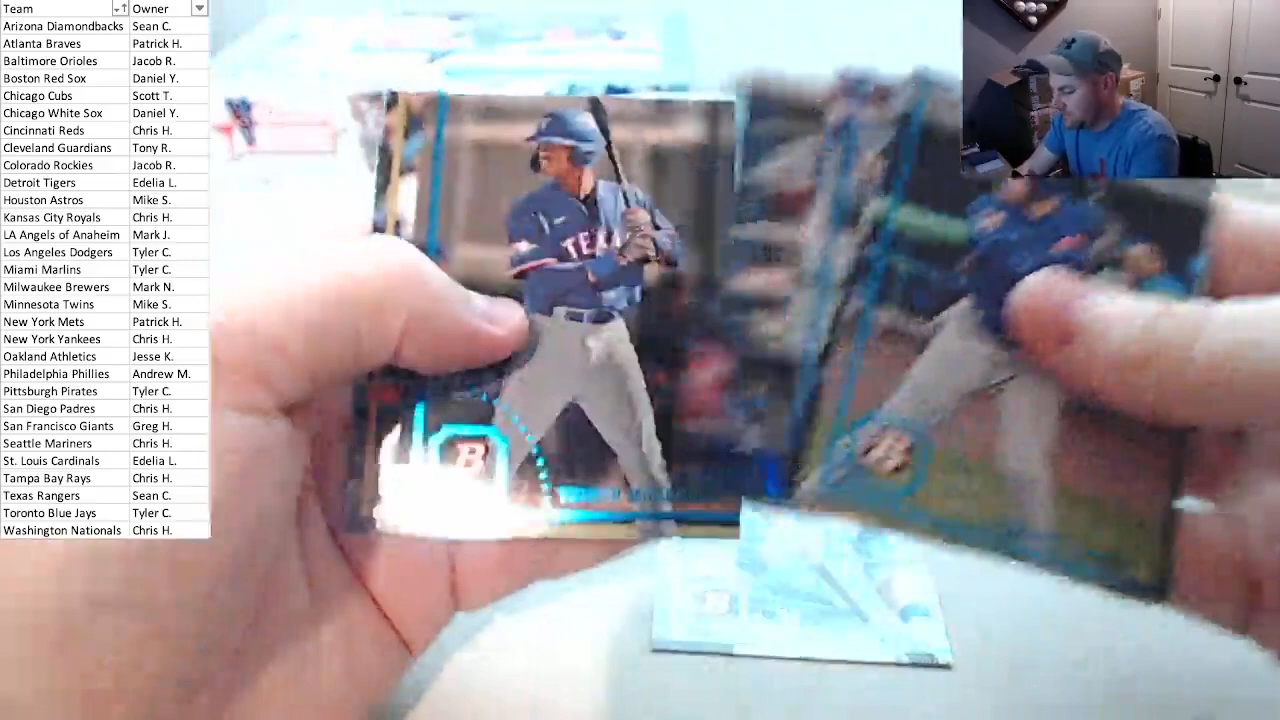 Team Owner
Arizona Diamondbacks Sean C.
Atlanta Braves Patrick H.
Baltimore Orioles Jacob R.
Boston Red Sox Daniel Y.
Chicago Cubs Scott T.
Chicago White Sox Daniel Y.
Cincinnati Reds Chris H.
Cleveland Guardians Tony R.
Colorado Rockies Jacob R.
Detroit Tigers Edelia L.
Houston Astros Mike S.
Kansas City Royals Chris H.
LA Angels of Anaheim Mark J.
Los Angeles Dodgers Tyler C.
Miami Marlins Tyler C.
Milwaukee Brewers Mark N.
Minnesota Twins Mike S.
New York Mets Patrick H.
New York Yankees Chris H.
Oakland Athletics Jesse K.
Philadelphia Phillies Andrew M.
Pittsburgh Pirates Tyler C.
San Diego Padres Chris H.
San Francisco Giants Greg H.
Seattle Mariners Chris H.
St. Louis Cardinals Edelia L.
Tampa Bay Rays Chris H.
Texas Rangers Sean C.
Toronto Blue Jays Tyler C.
Washington Nationals Chris H.
TEX
B